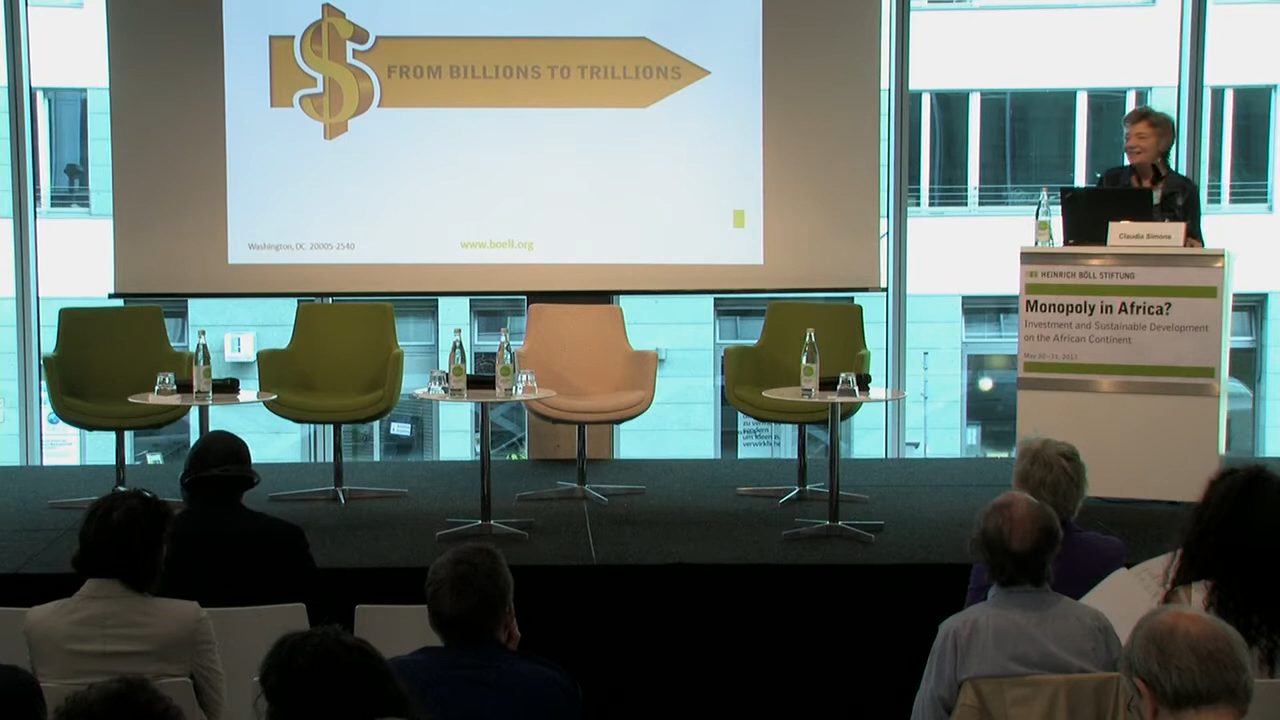 FROM BILLIONS TO TRILLIONS
Washington, DC 20005-2540
www.boell.org
Claudia Simons
HEINRICH BÖLL STIFTUNG
Monopoly in Africa?
Investment and Sustainable Development
on the African Continent